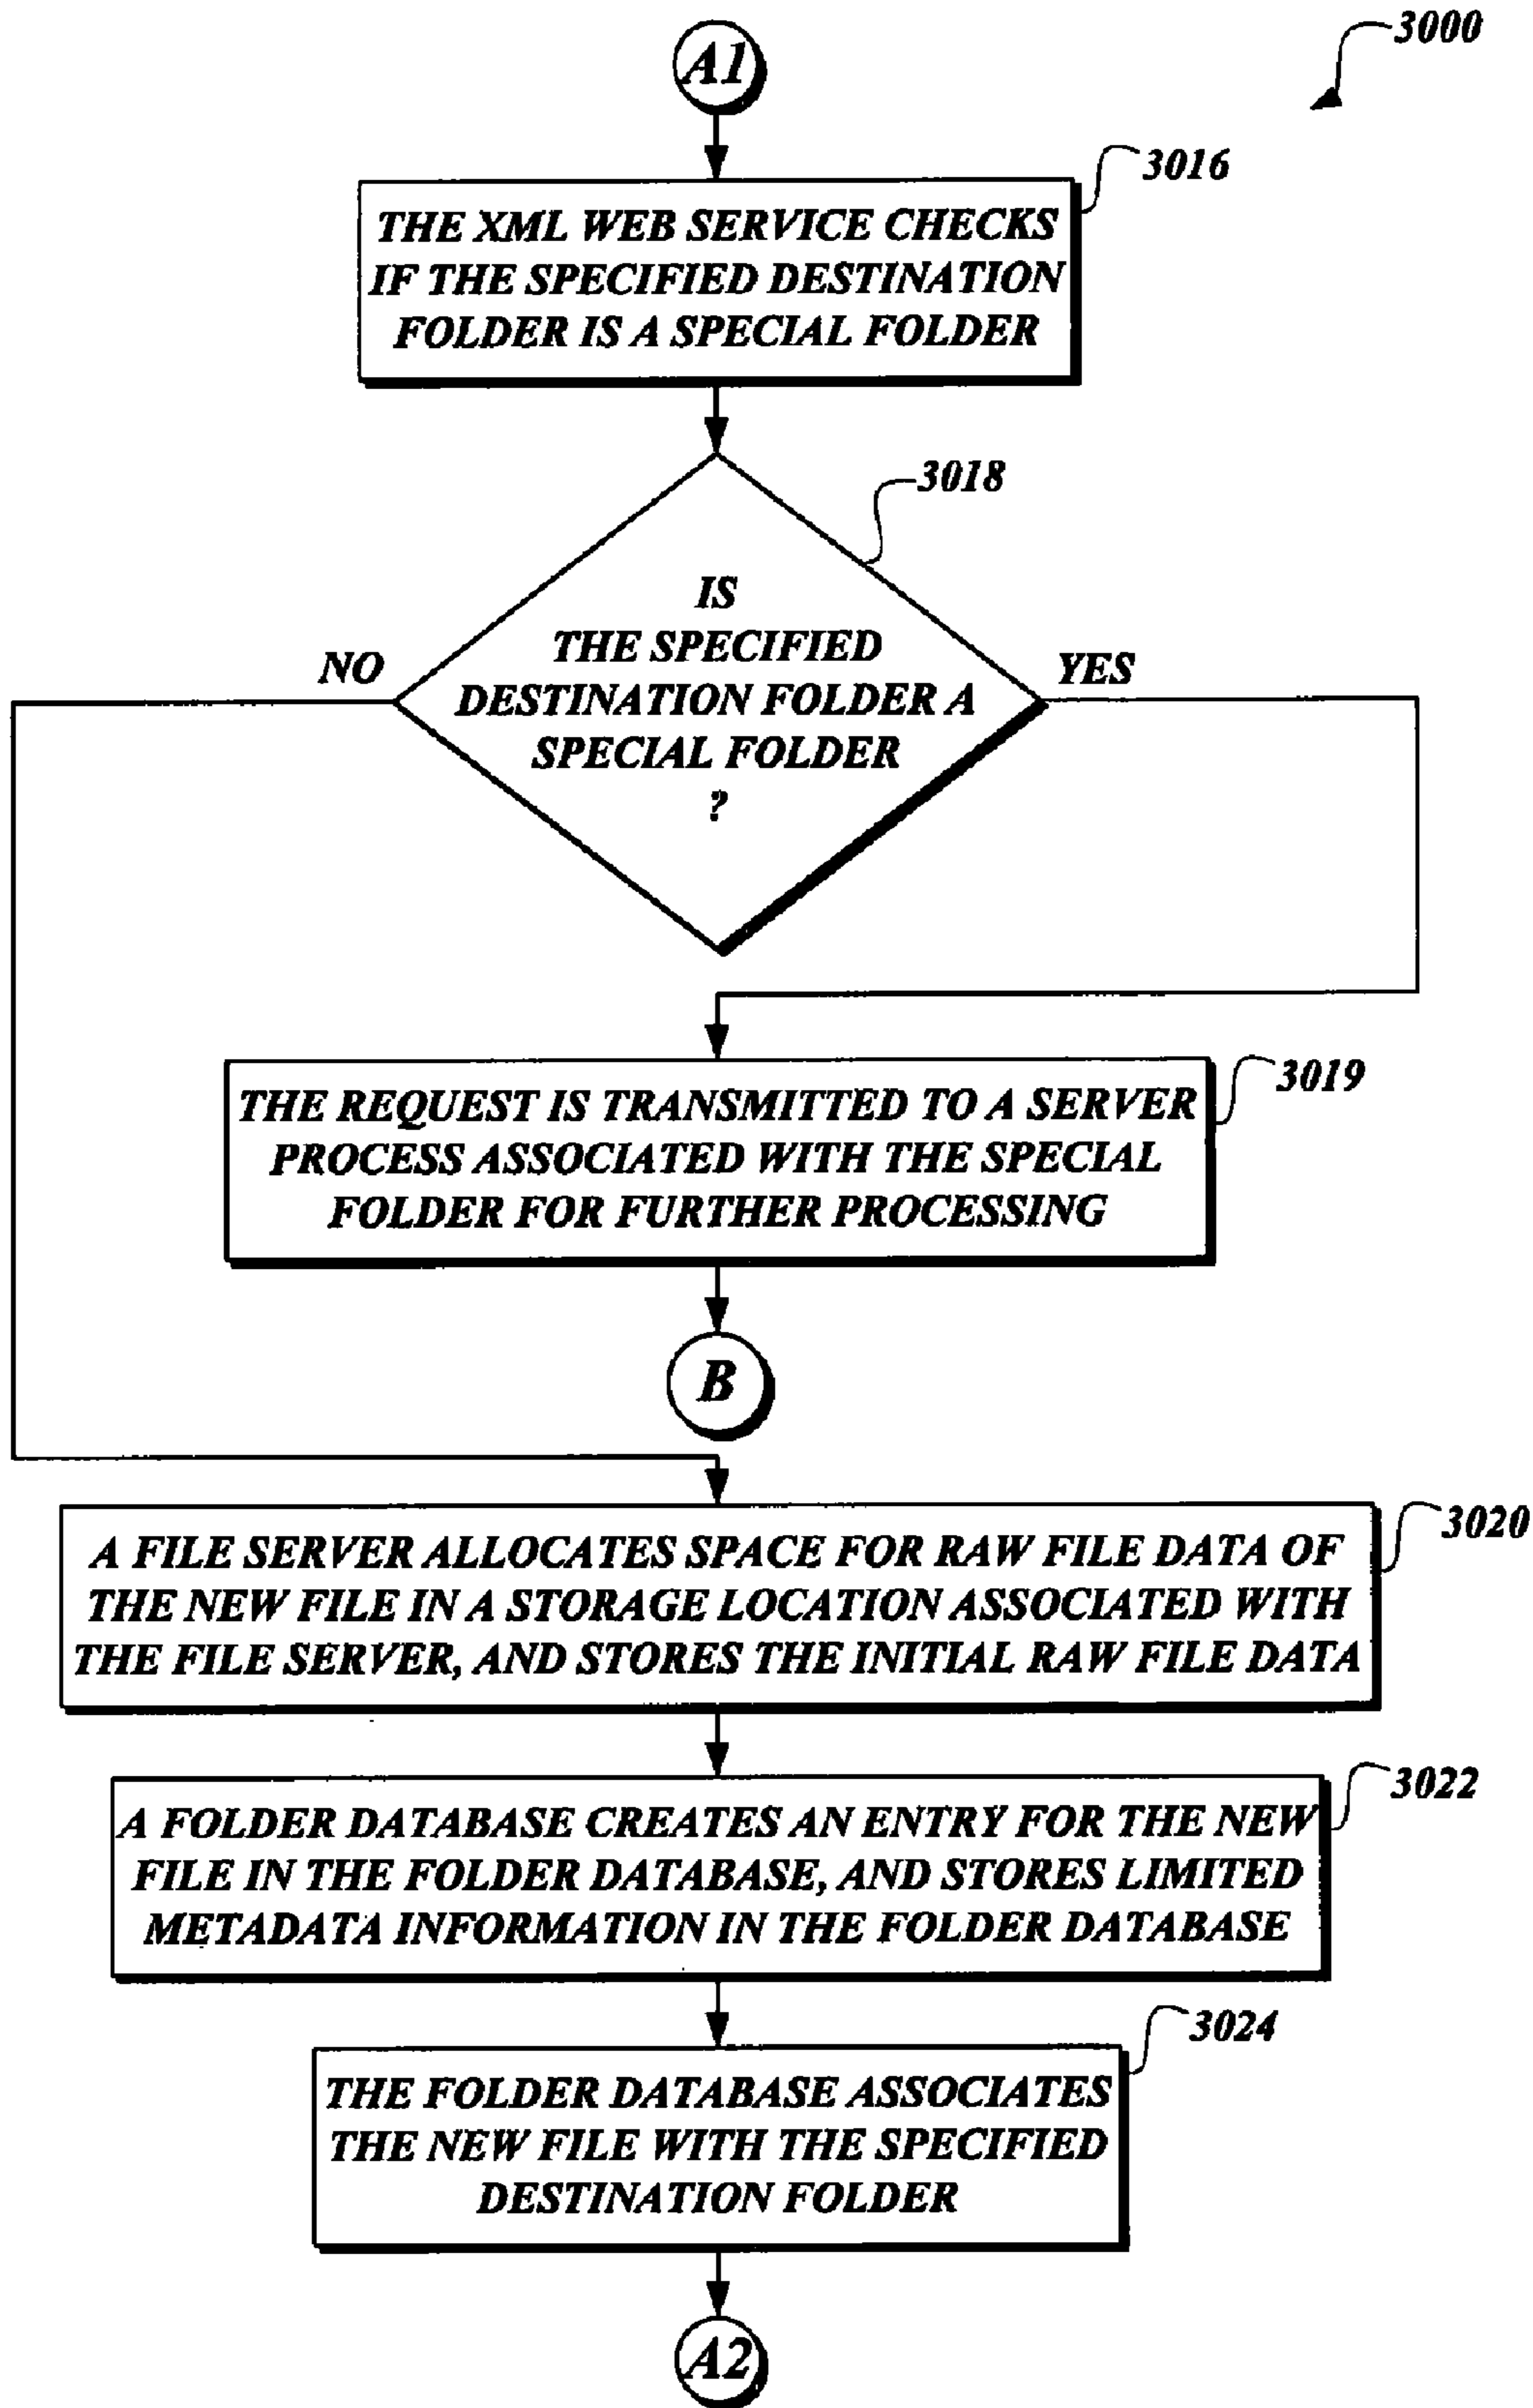 A1
3000
3016
THE XML WEB SERVICE CHECKS
IF THE SPECIFIED DESTINATION
FOLDER IS A SPECIAL FOLDER
3018
IS
THE SPECIFIED
DESTINATION FOLDER A
SPECIAL FOLDER
?
NO
YES
3019
THE REQUEST IS TRANSMITTED TO A SERVER
PROCESS ASSOCIATED WITH THE SPECIAL
FOLDER FOR FURTHER PROCESSING
B
3020
A FILE SERVER ALLOCATES SPACE FOR RAW FILE DATA OF
THE NEW FILE IN A STORAGE LOCATION ASSOCIATED WITH
THE FILE SERVER, AND STORES THE INITIAL RAW FILE DATA
3022
A FOLDER DATABASE CREATES AN ENTRY FOR THE NEW
FILE IN THE FOLDER DATABASE, AND STORES LIMITED
METADATA INFORMATION IN THE FOLDER DATABASE
3024
THE FOLDER DATABASE ASSOCIATES
THE NEW FILE WITH THE SPECIFIED
DESTINATION FOLDER
A2